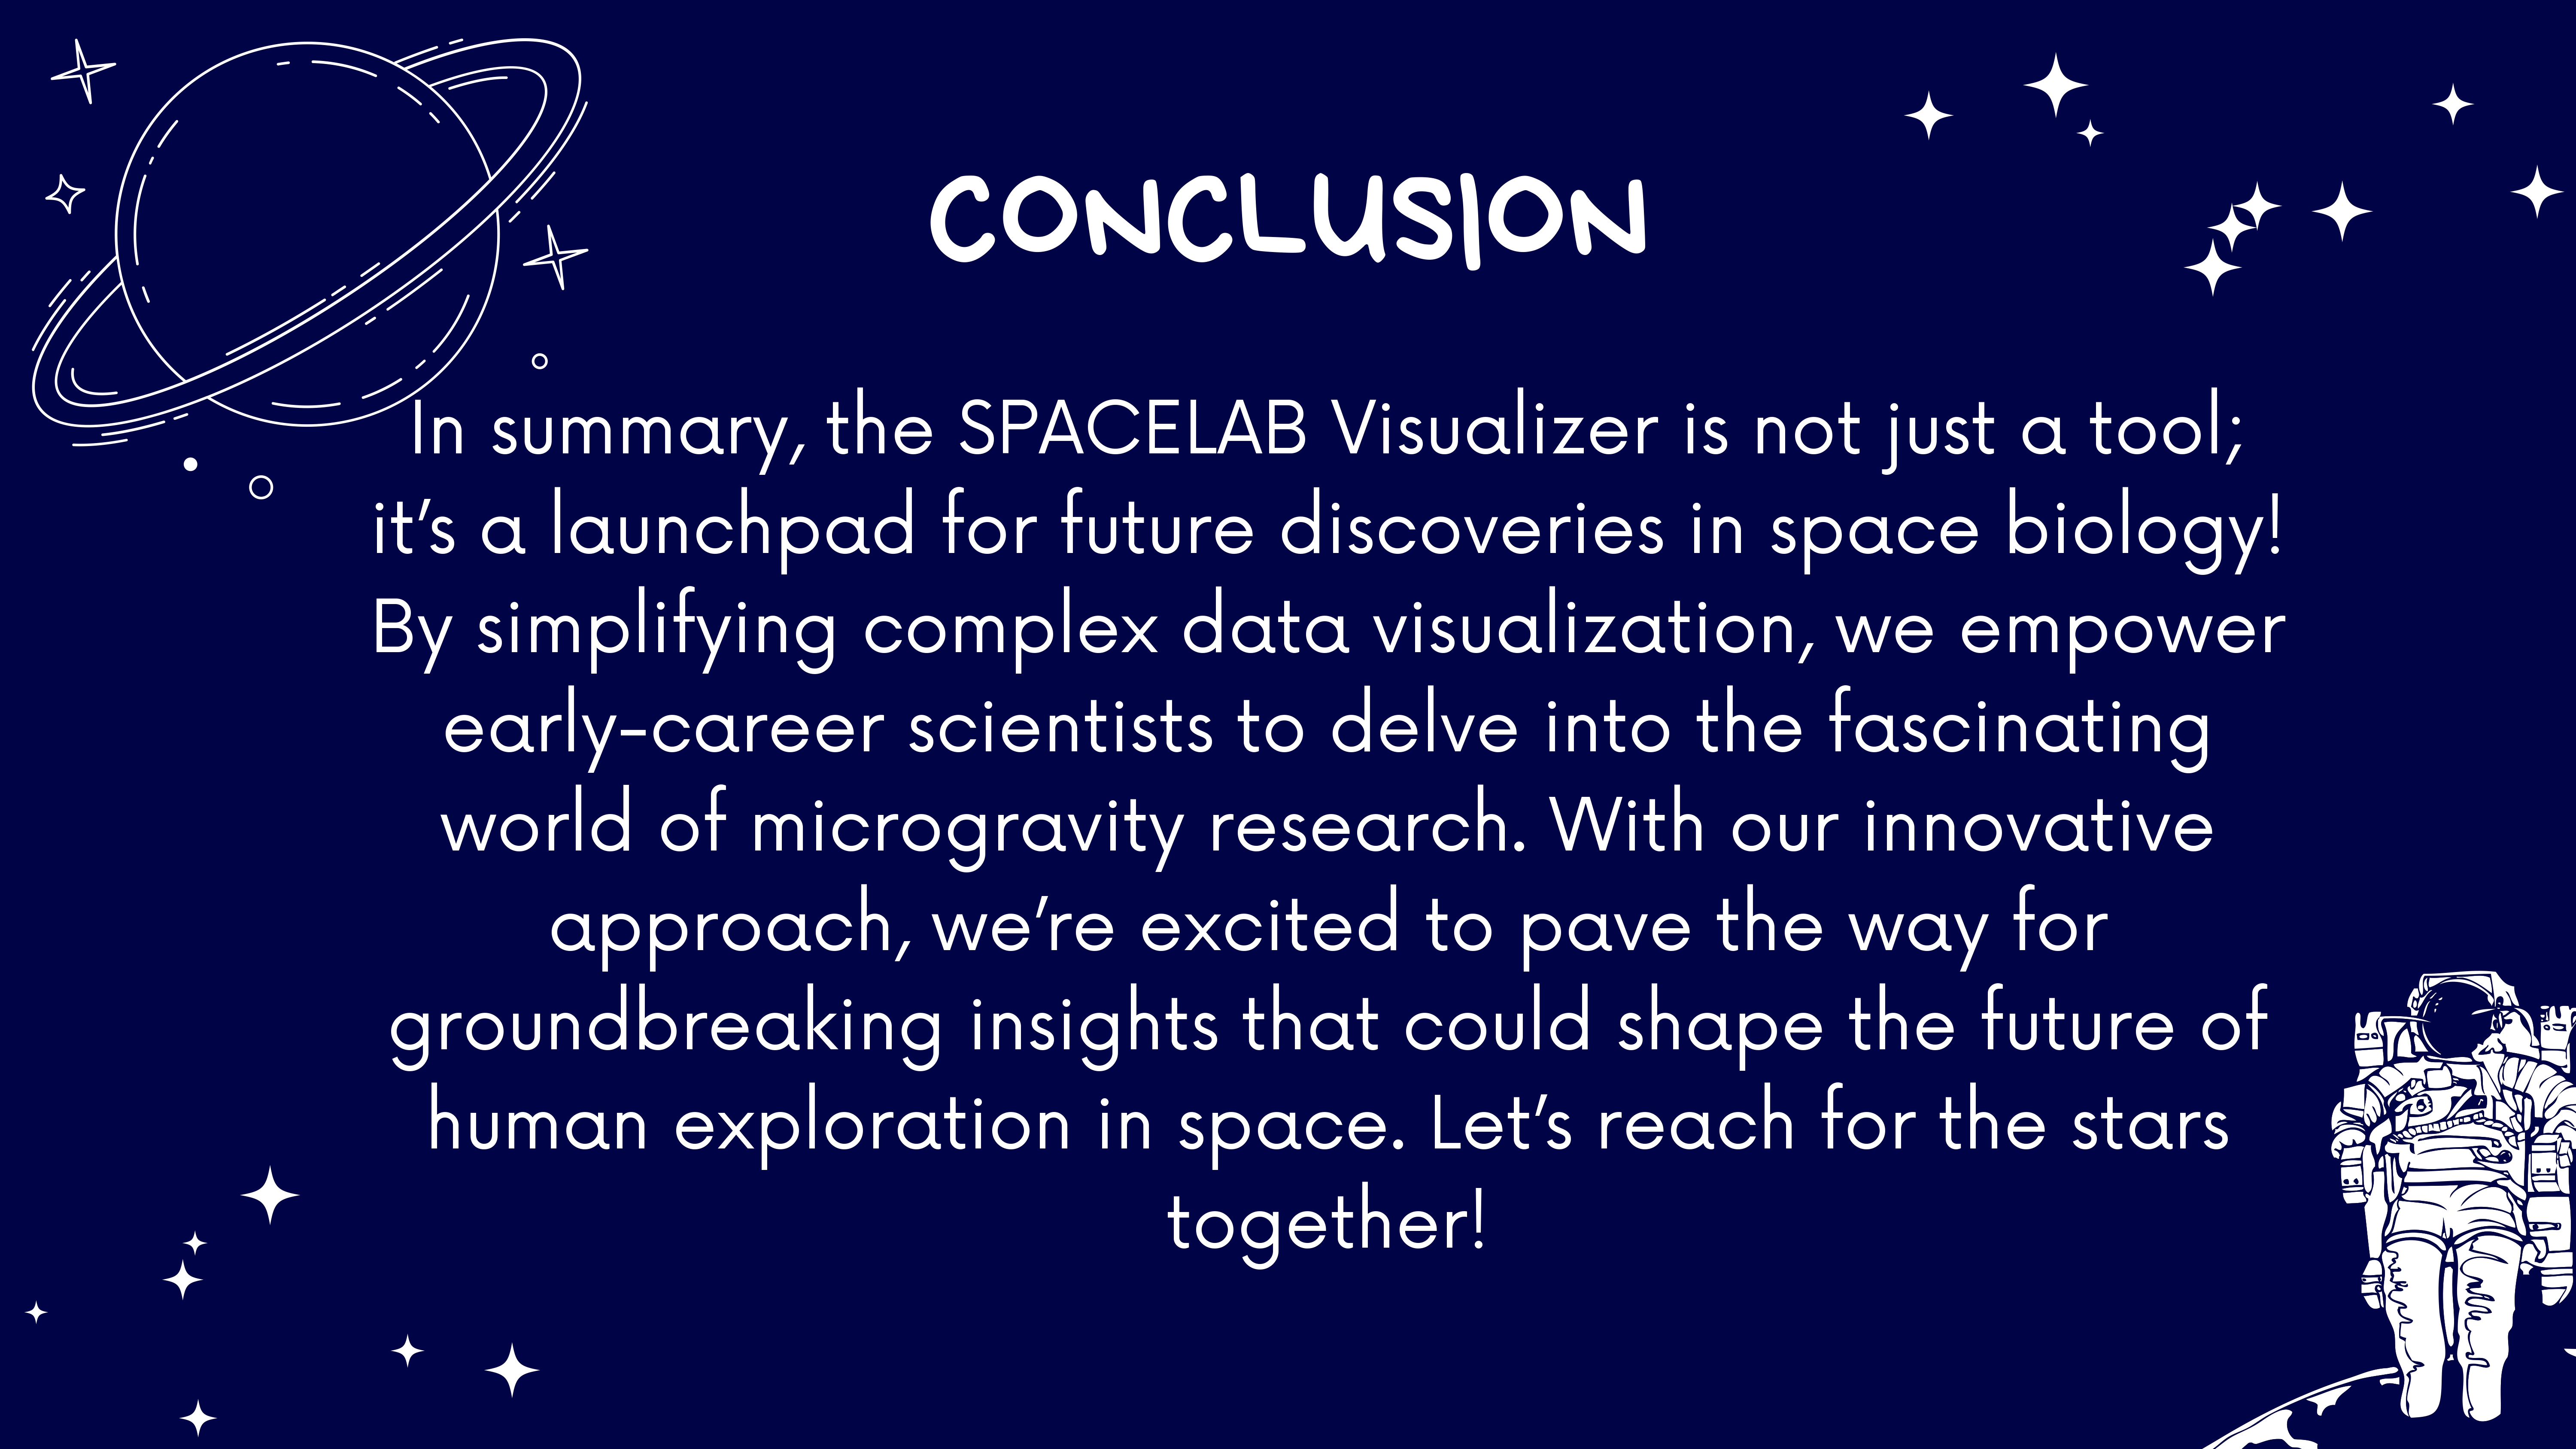 CONCLUSION
In summary, the SPACELAB Visualizer is not just a tool;
it's a launchpad for future discoveries in space biology!
By simplifying complex data visualization, we empower
early-career scientists to delve into the fascinating
world of microgravity research. With our innovative
approach, we're excited to pave the way for
groundbreaking insights that could shape the future of
human exploration in space. Let's reach for the stars
together!